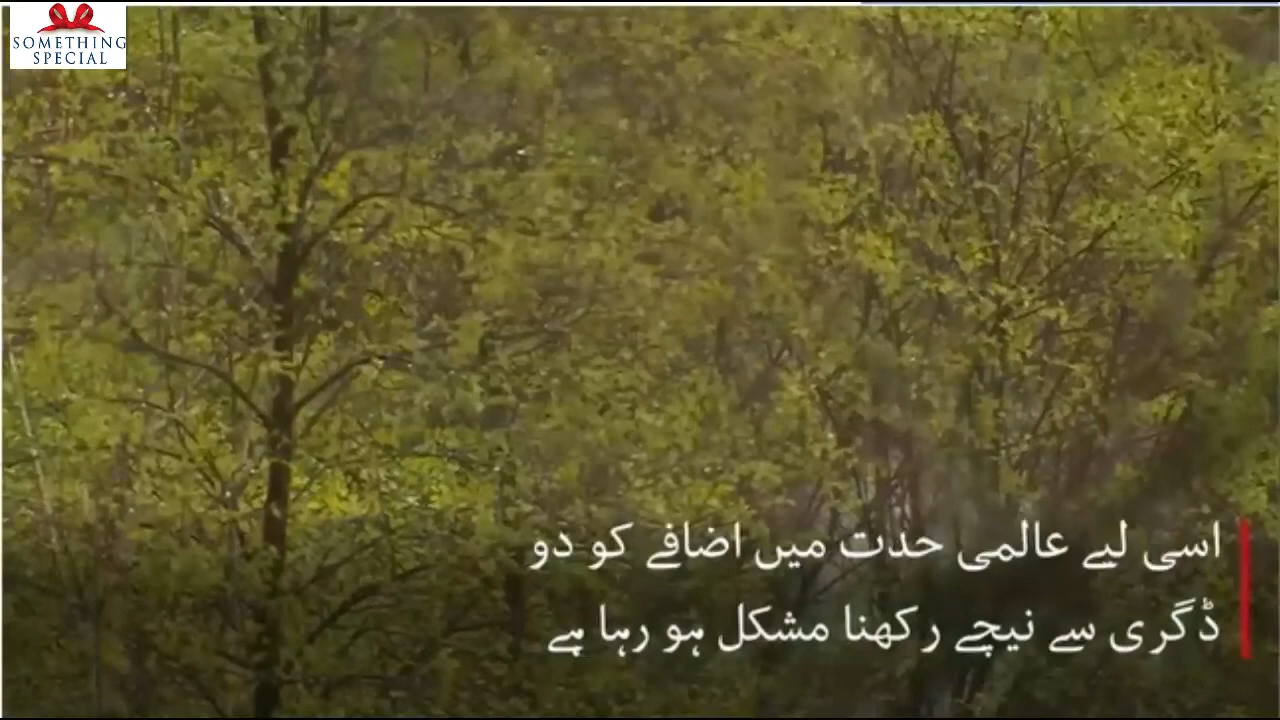 SOMETHING
SPECIAL
اسی لیے عالمی حدت میں اضافے کو دو
ڈگری سے نیچے رکھنا مشکل ہو رہا ہے